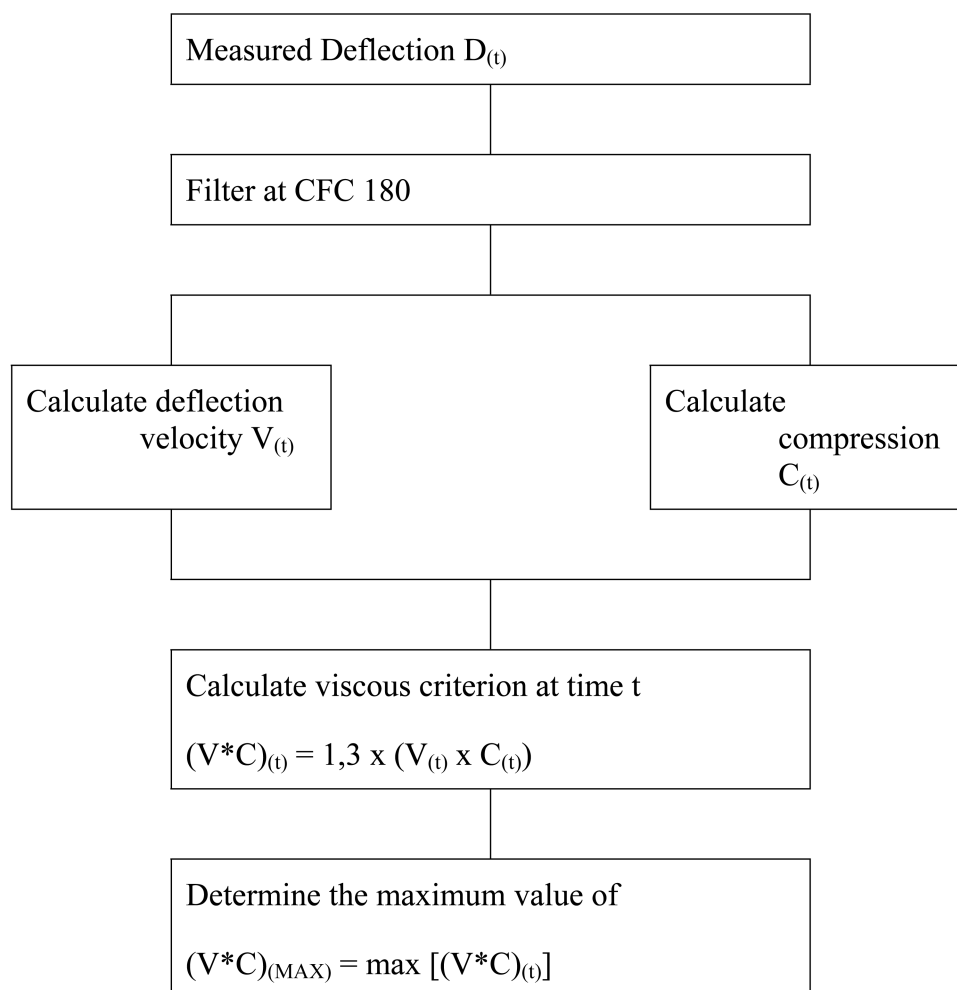 Measured Deflection D(t)
Filter at CFC 180
Calculate deflection
velocity V(t)
Calculate
compression
C(t)
Calculate viscous criterion at time t
(V*C)(t) = 1,3 x (V(t) x C(t))
Determine the maximum value of
(V*C)(MAX) = max [(V*C)(t)]